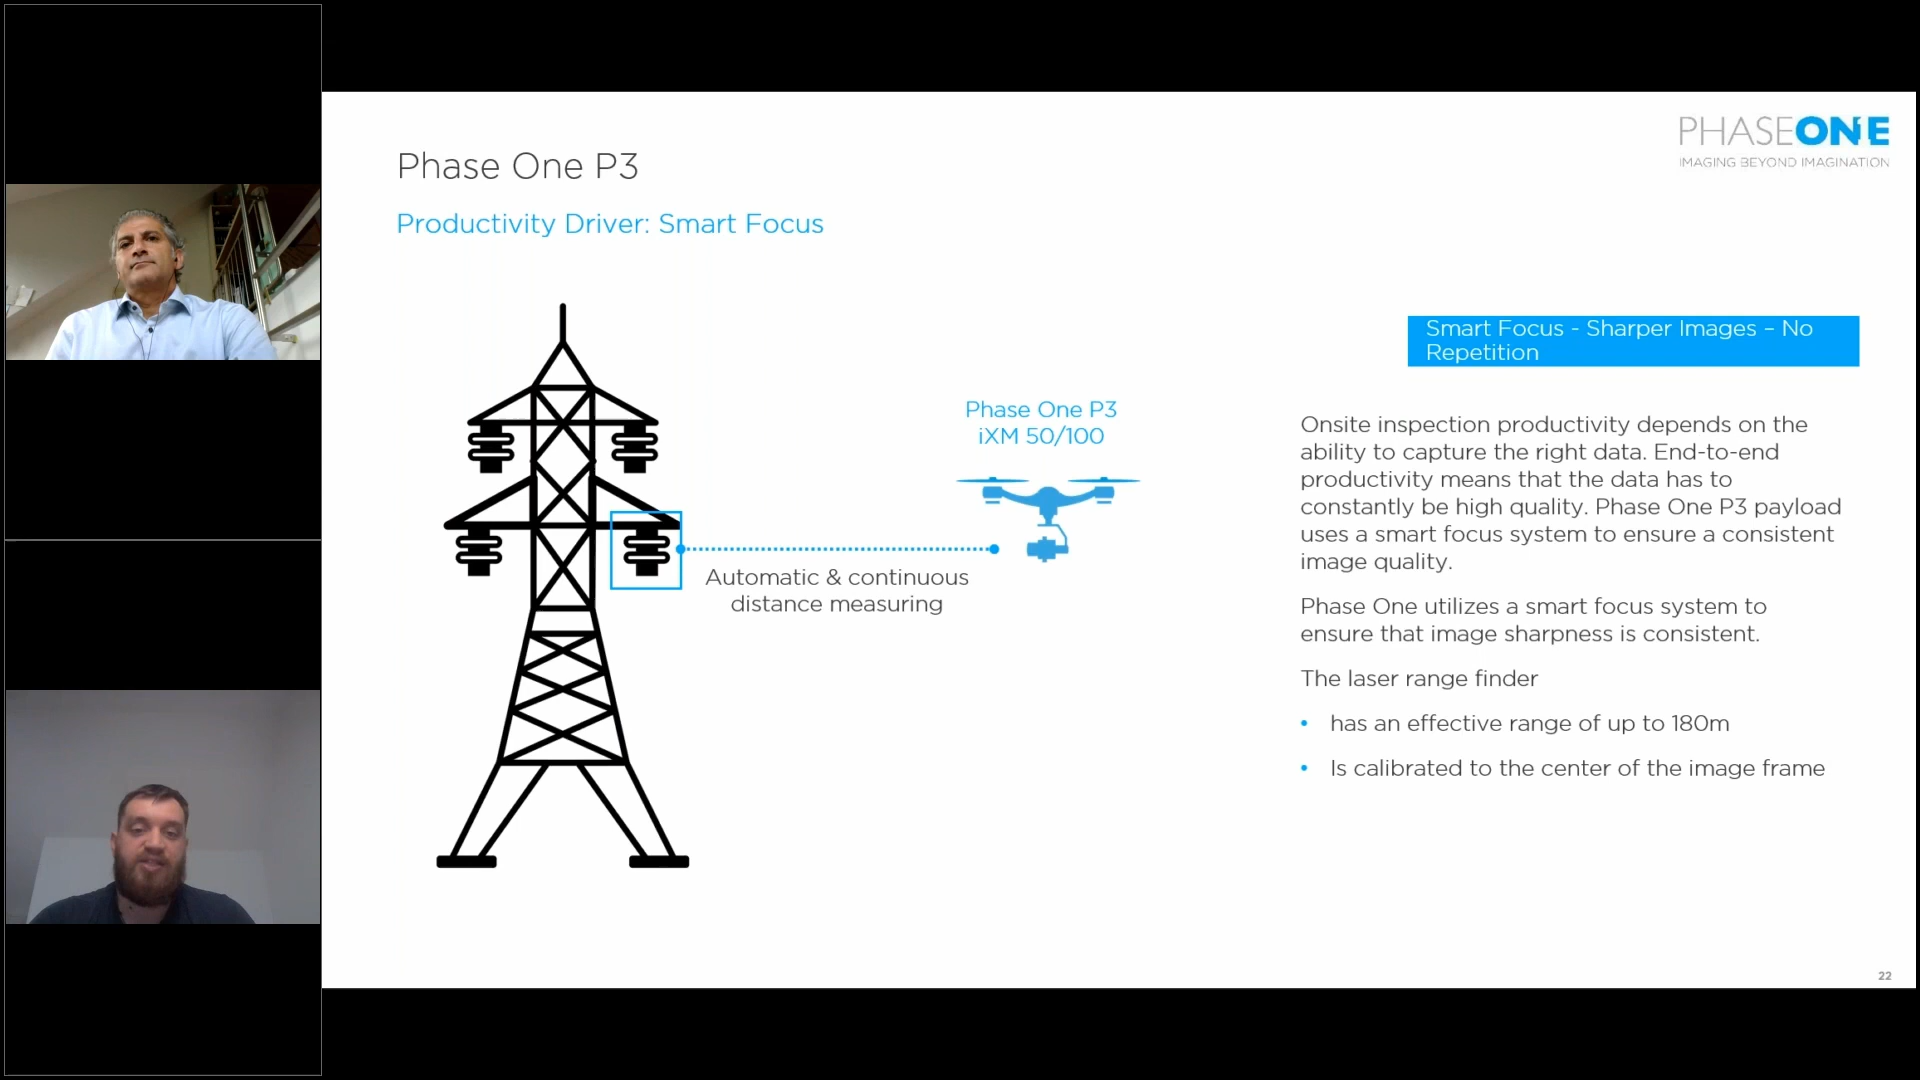 PHASEONE
IMAGING BEYOND IMAGINATION
Phase One P3
Productivity Driver: Smart Focus
Smart Focus - Sharper Images – No
Repetition
Phase One P3
iXM 50/100
Automatic & continuous
distance measuring
Onsite inspection productivity depends on the
ability to capture the right data. End-to-end
productivity means that the data has to
constantly be high quality. Phase One P3 payload
uses a smart focus system to ensure a consistent
image quality.
Phase One utilizes a smart focus system to
ensure that image sharpness is consistent.
The laser range finder
• has an effective range of up to 180m
• Is calibrated to the center of the image frame
22